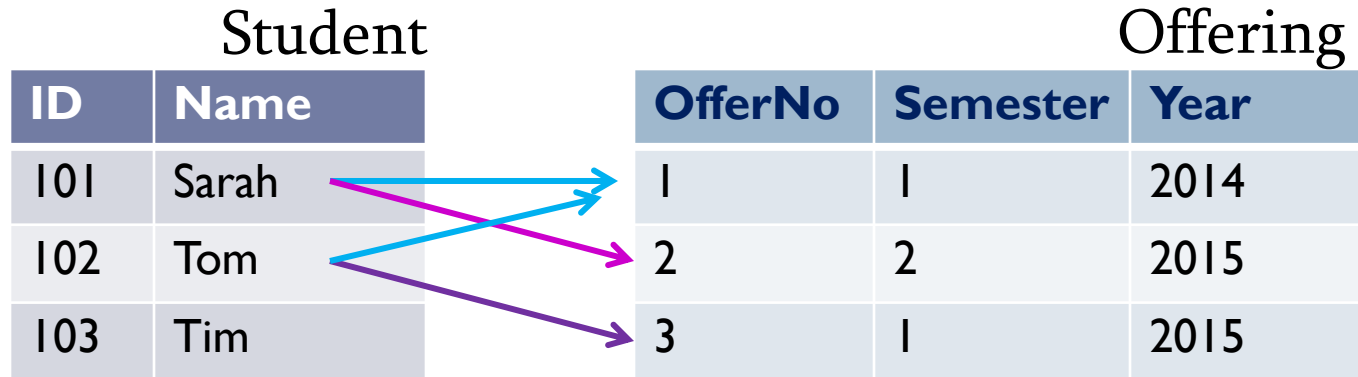 Student Offering
ID Name OfferNo Semester Year
101 Sarah 1 1 2014
102 Tom 2 2 2015
103 Tim 3 1 2015